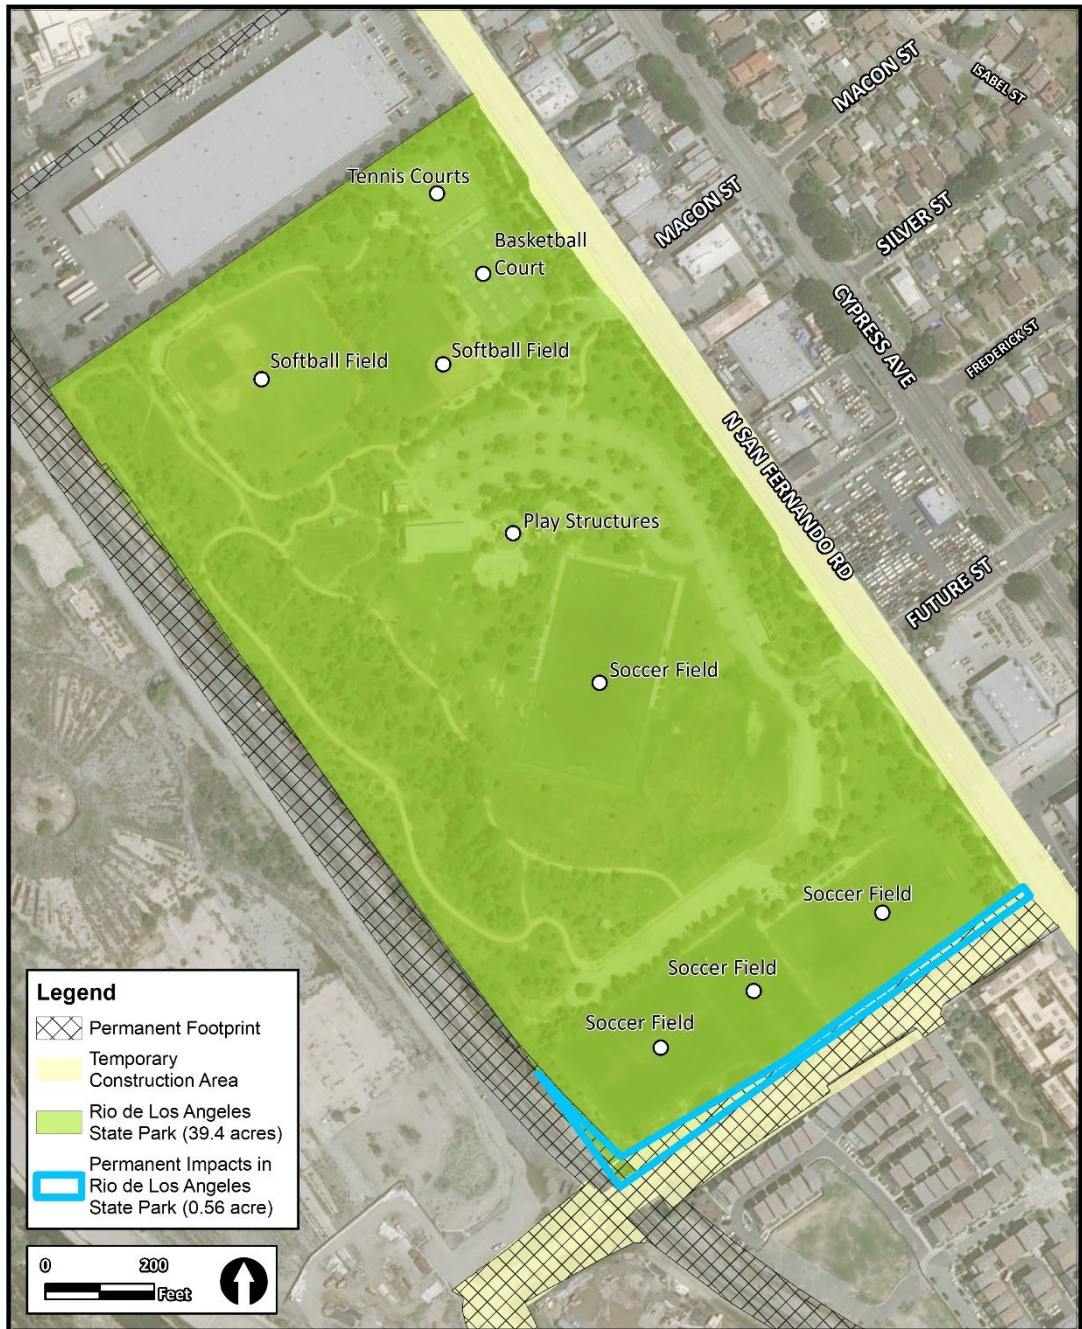 MACON ST
ISABEL ST
Tennis Courts
MACON ST
SILVER ST
Basketball
Court
CYPRESS AVE
FREDERICK ST
Softball Field
Softball Field
N SAN FERNANDO RD
Play Structures
FUTURE ST
Soccer Field
Soccer Field
Soccer Field
Soccer Field
Legend
Permanent Footprint
Temporary
Construction Area
Rio de Los Angeles
State Park (39.4 acres)
Permanent Impacts in
Rio de Los Angeles
State Park (0.56 acre)
0 200
Feet